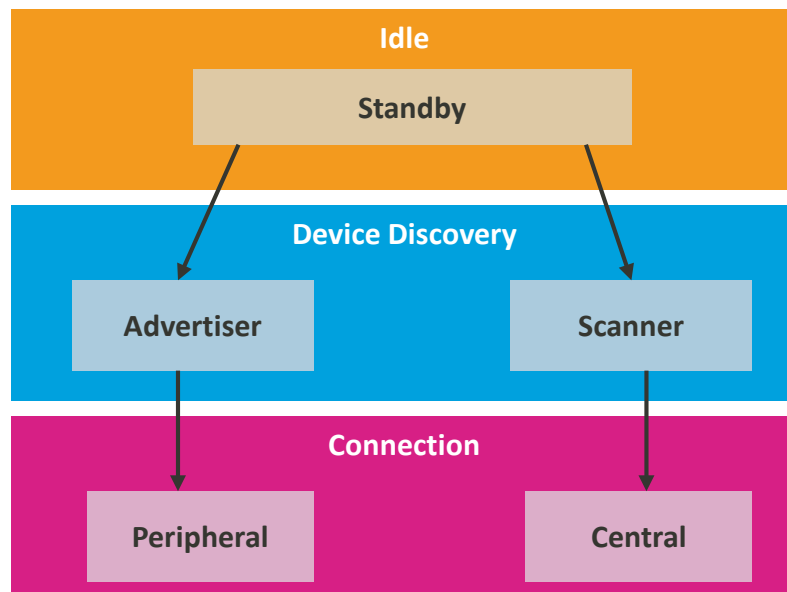 Idle
Standby
Device Discovery
Advertiser
Scanner
Connection
Peripheral
Central